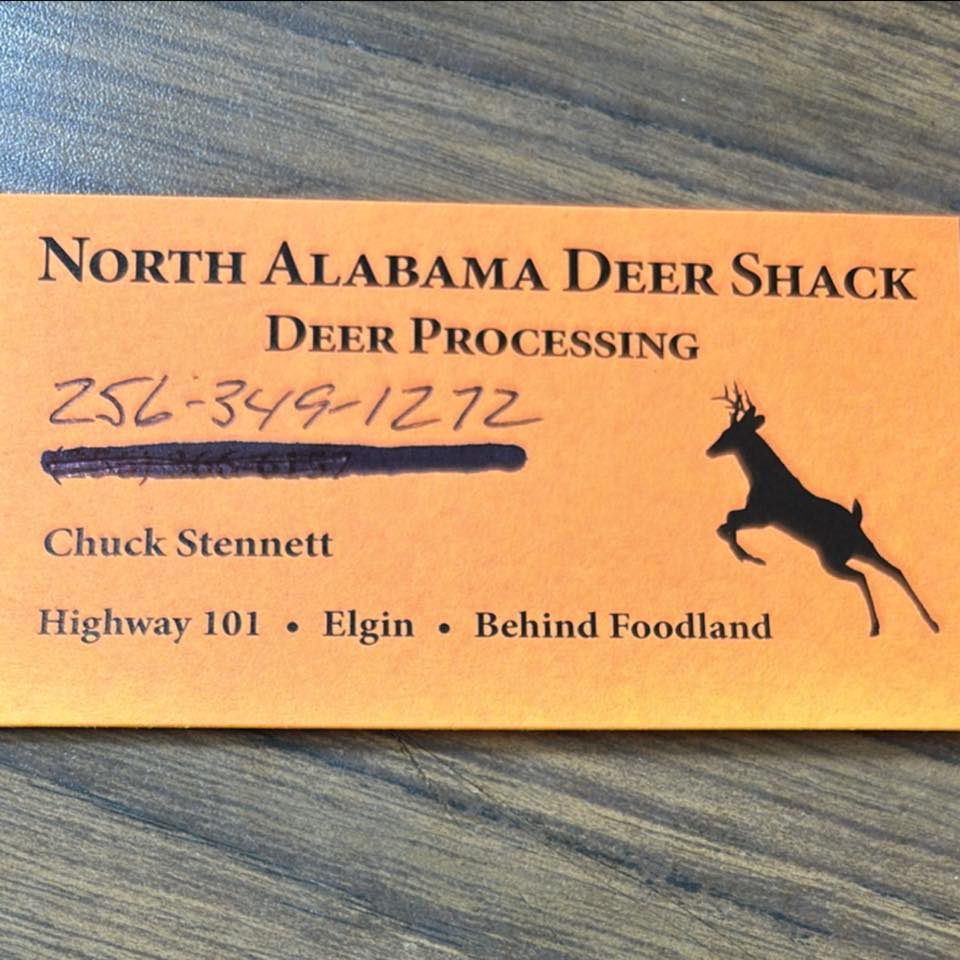 North Alabama Deer Shack
Deer Processing
256-349-1272
Chuck Stennett
Highway 101 • Elgin • Behind Foodland